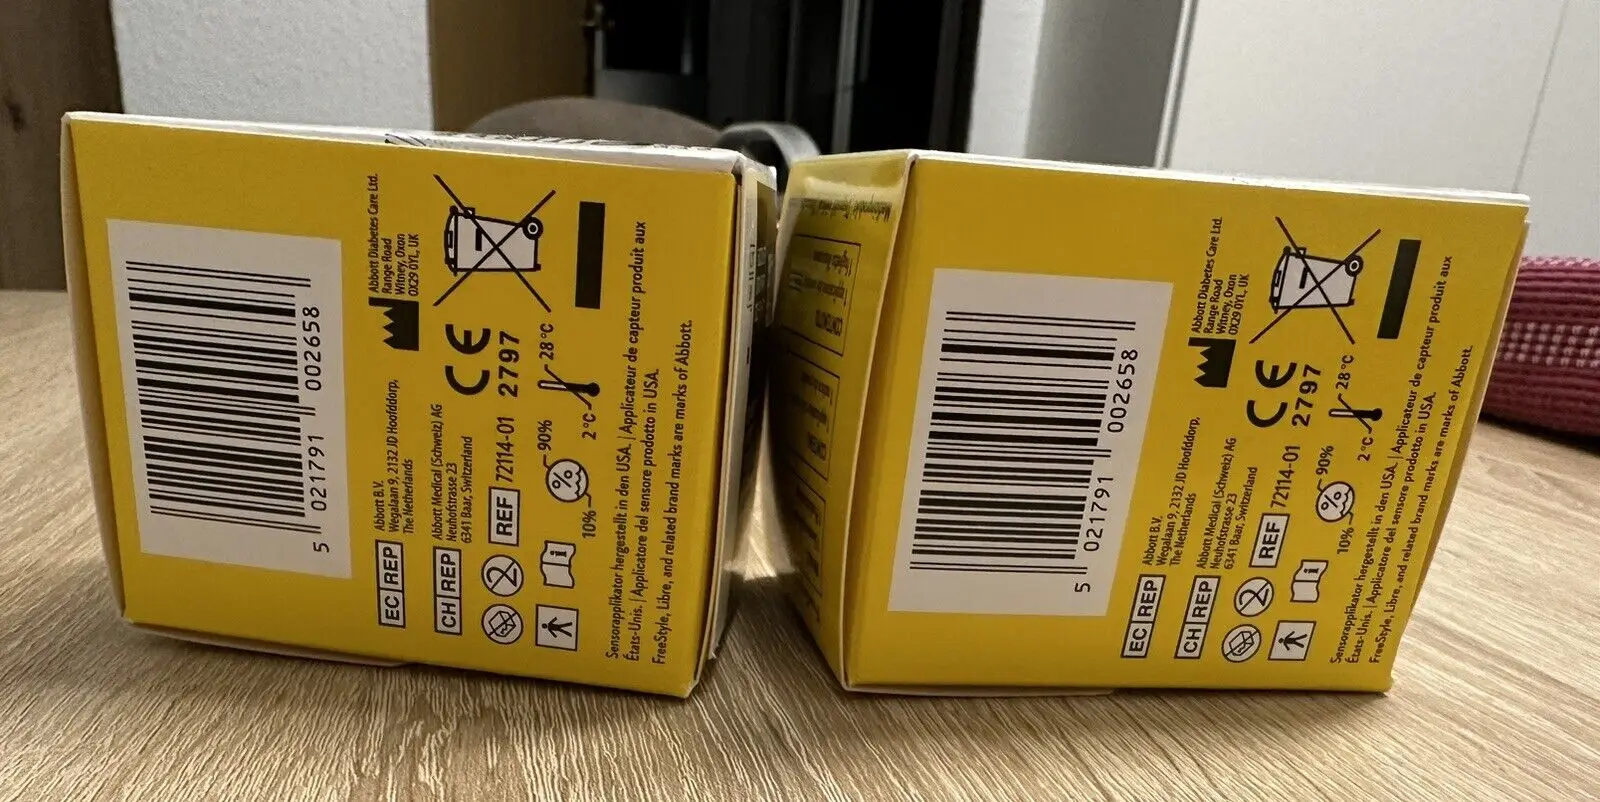 5 021791 002658
Abbott Diabetes Care Ltd.
Range Road
Witney, Oxon
OX29 0YL, UK
EC REP
Abbott B.V.
Wegalaan 9, 2132 JD Hoofddorp,
The Netherlands
CH REP
Abbott Medical (Schweiz) AG
Neuhofstrasse 23
6341 Baar, Switzerland
CE
2797
2
REF 72114-01
i
10% % 90%
2°C 28°C
Sensorapplikator hergestellt in den USA. | Applicateur de capteur produit aux
États-Unis. | Applicatore del sensore prodotto in USA.
FreeStyle, Libre, and related brand marks are marks of Abbott.
CONTENUTO
CONTENU
5 021791 002658
Abbott Diabetes Care Ltd.
Range Road
Witney, Oxon
OX29 0YL, UK
EC REP
Abbott B.V.
Wegalaan 9, 2132 JD Hoofddorp,
The Netherlands
CH REP
Abbott Medical (Schweiz) AG
Neuhofstrasse 23
6341 Baar, Switzerland
CE
2797
2
REF 72114-01
i
10% % 90%
2°C 28°C
Sensorapplikator hergestellt in den USA. | Applicateur de capteur produit aux
États-Unis. | Applicatore del sensore prodotto in USA.
FreeStyle, Libre, and related brand marks are marks of Abbott.